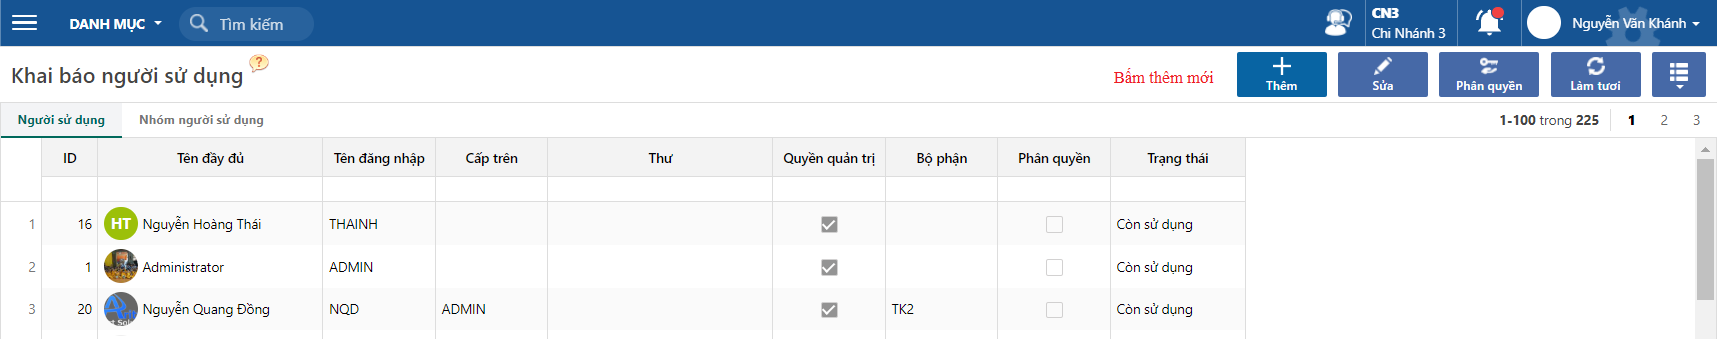 DANH MỤC
Tìm kiếm
CN3
Chi Nhánh 3
Nguyễn Văn Khánh
Khai báo người sử dụng
?
Bấm thêm mới
Thêm
Sửa
Phân quyền
Làm tươi
Người sử dụng
Nhóm người sử dụng
1-100 trong 225
1 2 3
ID Tên đầy đủ Tên đăng nhập Cấp trên Thư Quyền quản trị Bộ phận Phân quyền Trạng thái
1 16 HT Nguyễn Hoàng Thái THAINH Còn sử dụng
2 1 Administrator ADMIN Còn sử dụng
3 20 Nguyễn Quang Đồng NQD ADMIN TK2 Còn sử dụng